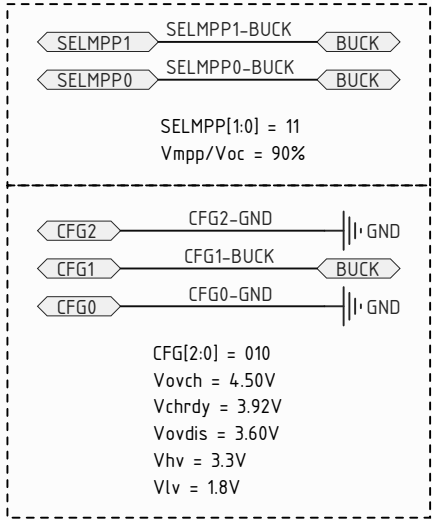 SELMPP1 SELMPP1-BUCK BUCK
SELMPP0 SELMPP0-BUCK BUCK
SELMPP[1:0] = 11
Vmpp/Voc = 90%
CFG2 CFG2-GND GND
CFG1 CFG1-BUCK BUCK
CFG0 CFG0-GND GND
CFG[2:0] = 010
Vovch = 4.50V
Vchrdy = 3.92V
Vovdis = 3.60V
Vhv = 3.3V
Vlv = 1.8V